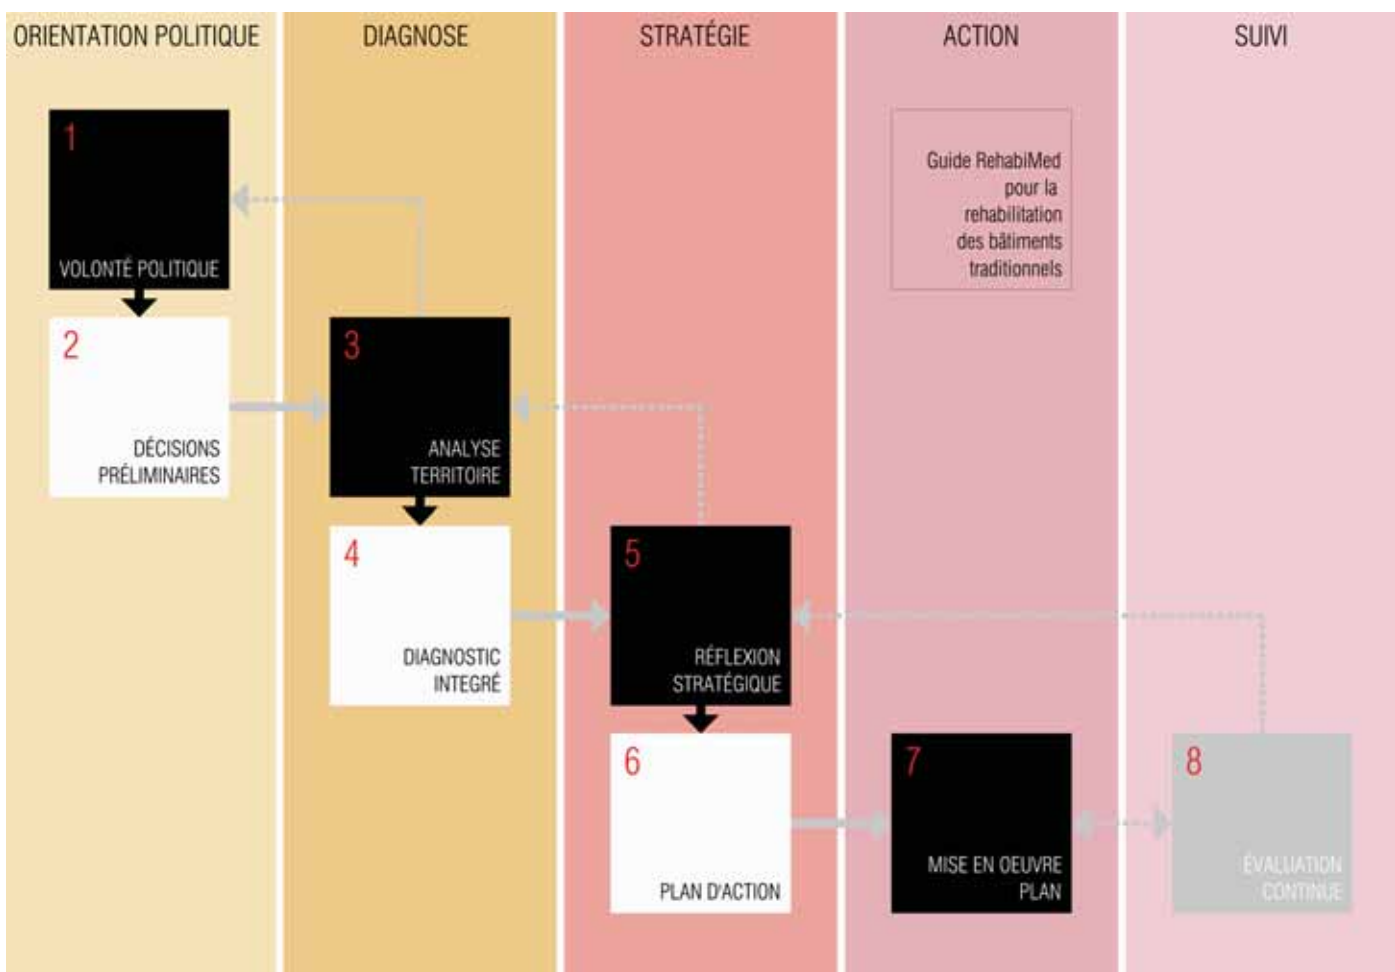 ORIENTATION POLITIQUE
DIAGNOSE
STRATÉGIE
ACTION
SUIVI
1
VOLONTÉ POLITIQUE
Guide RehabiMed
pour la
rehabilitation
des bâtiments
traditionnels
2
DÉCISIONS
PRÉLIMINAIRES
3
ANALYSE
TERRITOIRE
4
DIAGNOSTIC
INTEGRÉ
5
RÉFLEXION
STRATÉGIQUE
6
PLAN D'ACTION
7
MISE EN OEUVRE
PLAN
8
ÉVALUATION
CONTINUE